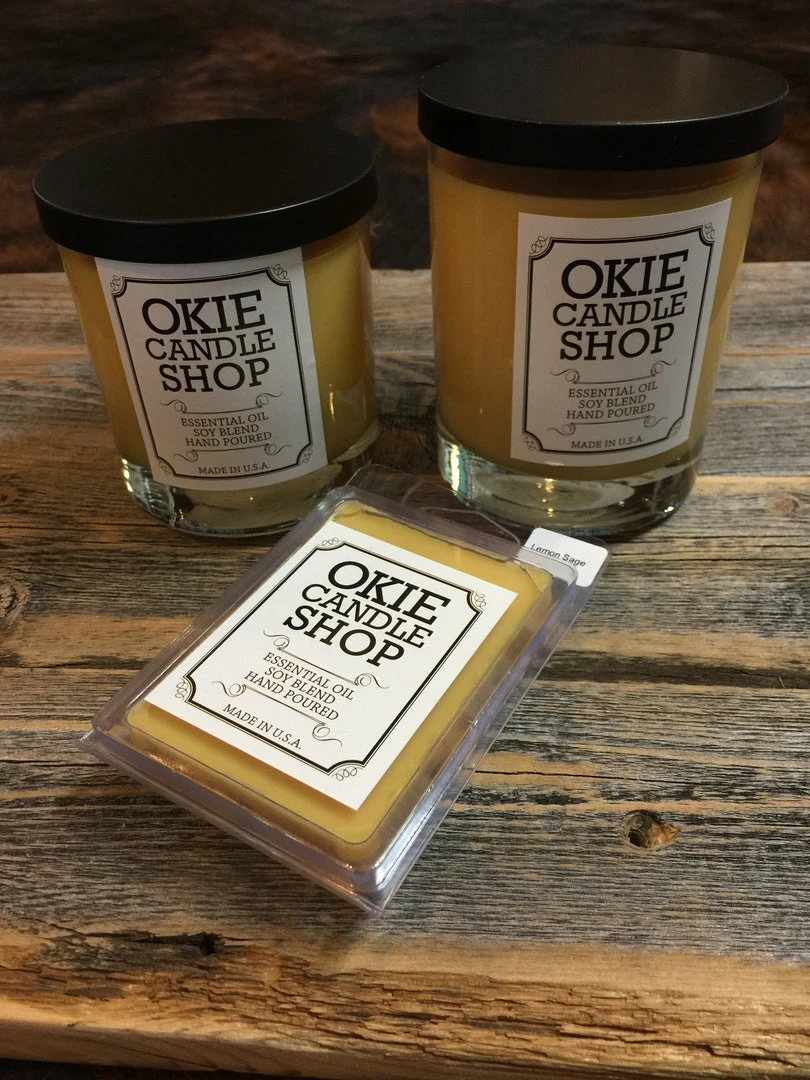 OKIE
CANDLE
SHOP
ESSENTIAL OIL
SOY BLEND
HAND POURED
MADE IN U.S.A.
OKIE
CANDLE
SHOP
ESSENTIAL OIL
SOY BLEND
HAND POURED
MADE IN U.S.A.
Lemon Sage
OKIE
CANDLE
SHOP
ESSENTIAL OIL
SOY BLEND
HAND POURED
MADE IN U.S.A.